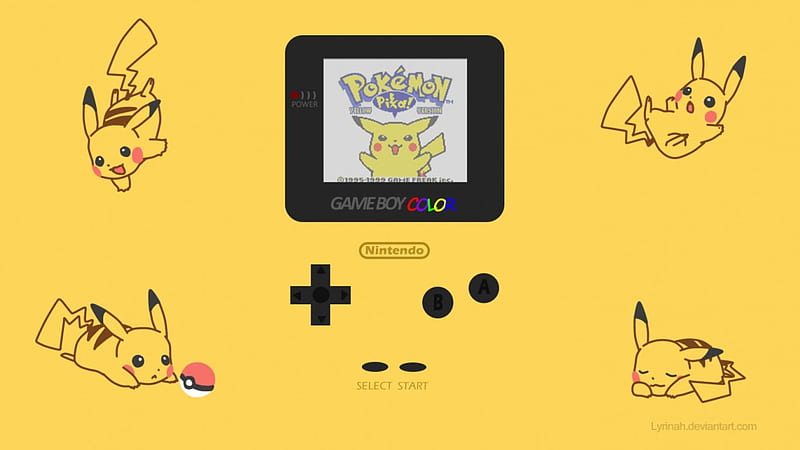 POKéMON
Pika!
TM
YELLOW VERSION
POWER
©1995-1999 GAME FREAK inc.
GAME BOY COLOR
Nintendo
B A
SELECT START
Lyrinah.deviantart.com